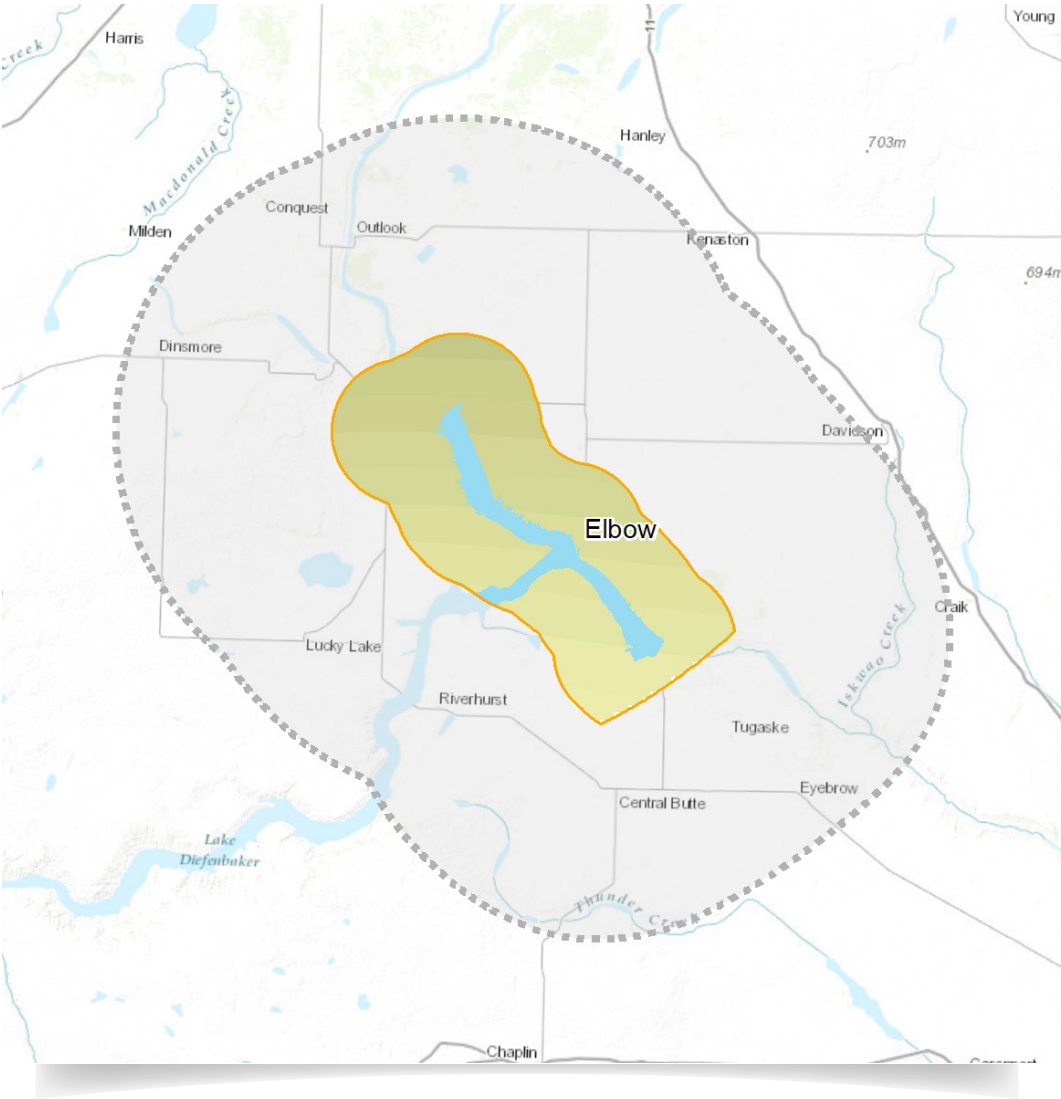 Young
Harris
Creek
11
Hanley
703m
Macdonald Creek
Conquest
Milden
Outlook
Kenaston
Dinsmore
Davidson
Elbow
Craik
Lucky Lake
Iskwao Creek
Riverhurst
Tugaske
Eyebrow
Central Butte
Lake
Diefenbaker
Thunder Creek
Chaplin